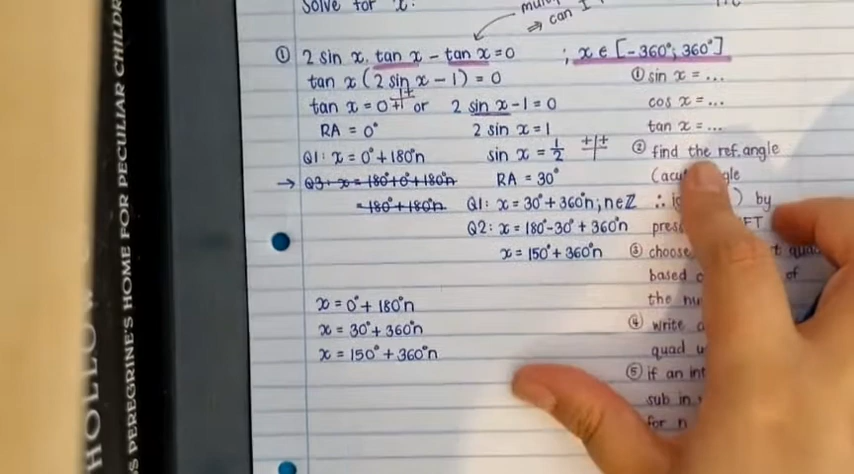 Solve for x.
⇒ can I
① 2 sin x. tan x − tan x = 0 ; x ∈ [−360°; 360°]
tan x (2 sin x − 1) = 0
tan x = 0 or 2 sin x − 1 = 0
RA = 0° 2 sin x = 1
Q1: x = 0° + 180°n sin x = 1/2
→ Q3: x = 180° + 0° + 180°n RA = 30°
= 180° + 180°n Q1: x = 30° + 360°n; n∈ℤ
Q2: x = 180° − 30° + 360°n
x = 150° + 360°n
x = 0° + 180°n
x = 30° + 360°n
x = 150° + 360°n
① sin x = ...
cos x = ...
tan x = ...
② find the ref. angle
) by
③ choose
based
the
④ write
quad
⑤ if an
sub in
for n
HOLLOW
S PEREGRINE'S HOME FOR PECULIAR CHILDR